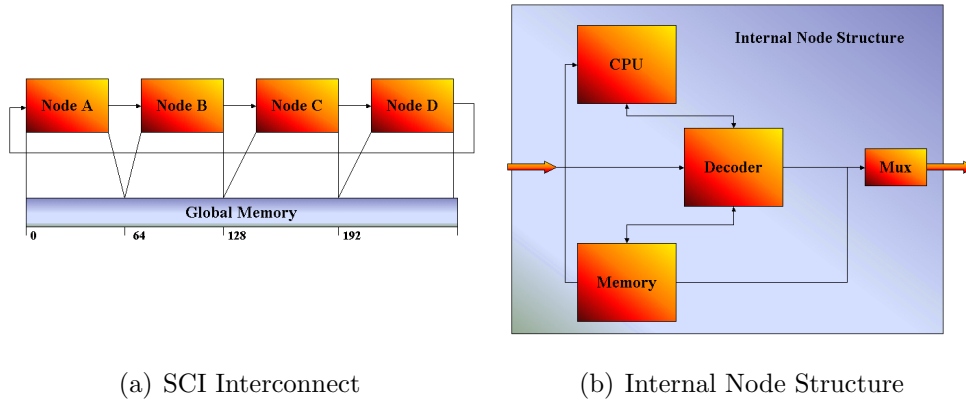 Node A Node B Node C Node D
Global Memory
0 64 128 192
(a) SCI Interconnect
Internal Node Structure
CPU
Decoder
Mux
Memory
(b) Internal Node Structure